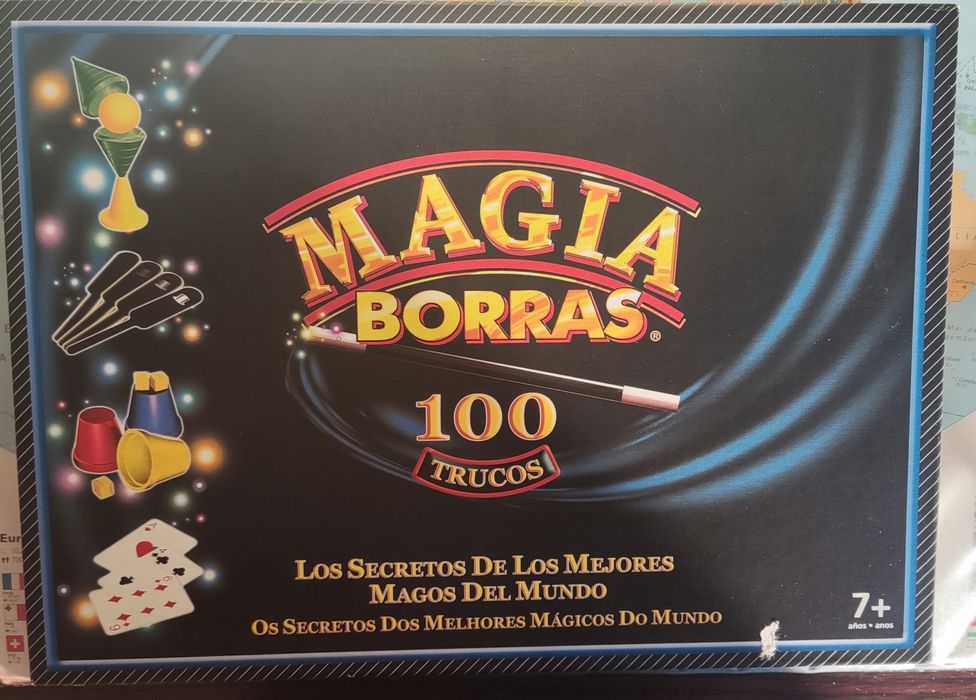 MAGIA
BORRAS®
100
TRUCOS
LOS SECRETOS DE LOS MEJORES
MAGOS DEL MUNDO
OS SECRETOS DOS MELHORES MÁGICOS DO MUNDO
7+
años • anos
Eur